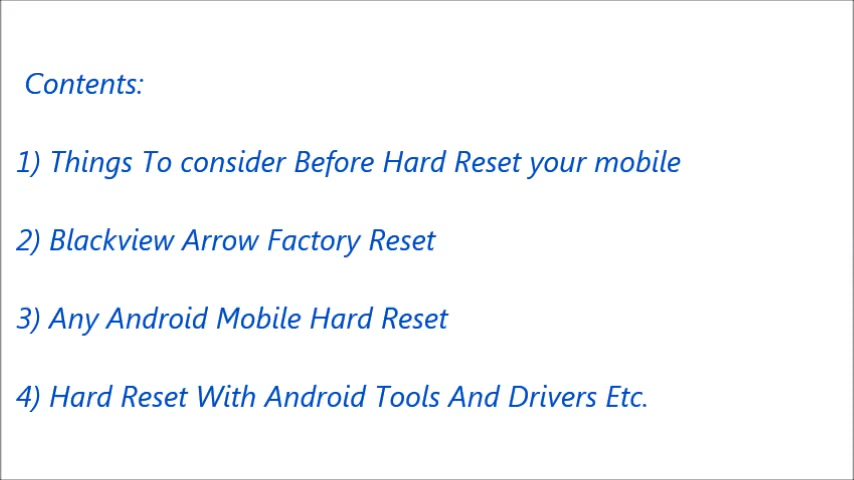 Contents:
1) Things To consider Before Hard Reset your mobile
2) Blackview Arrow Factory Reset
3) Any Android Mobile Hard Reset
4) Hard Reset With Android Tools And Drivers Etc.